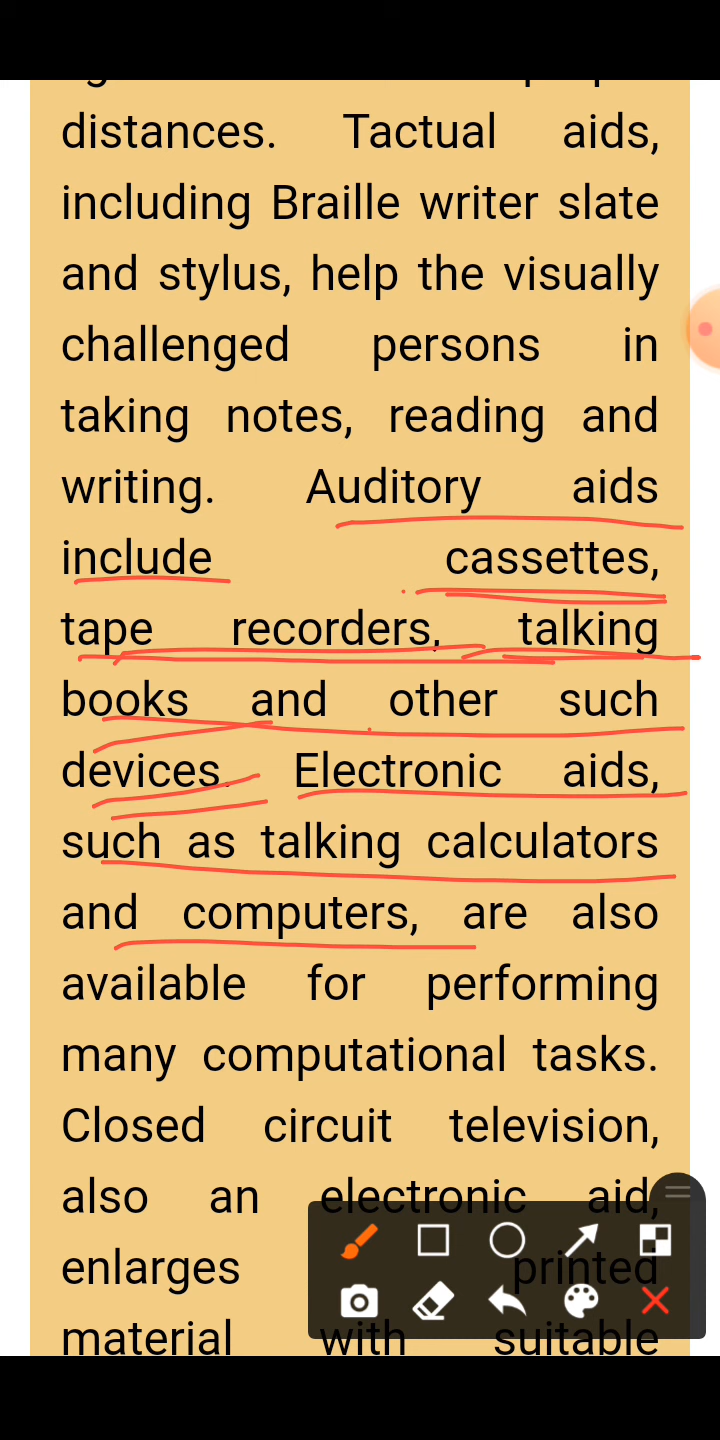 distances. Tactual aids,
including Braille writer slate
and stylus, help the visually
challenged persons in
taking notes, reading and
writing. Auditory aids
include cassettes,
tape recorders, talking
books and other such
devices. Electronic aids,
such as talking calculators
and computers, are also
available for performing
many computational tasks.
Closed circuit television,
also an electronic aid,
enlarges printed
material with suitable